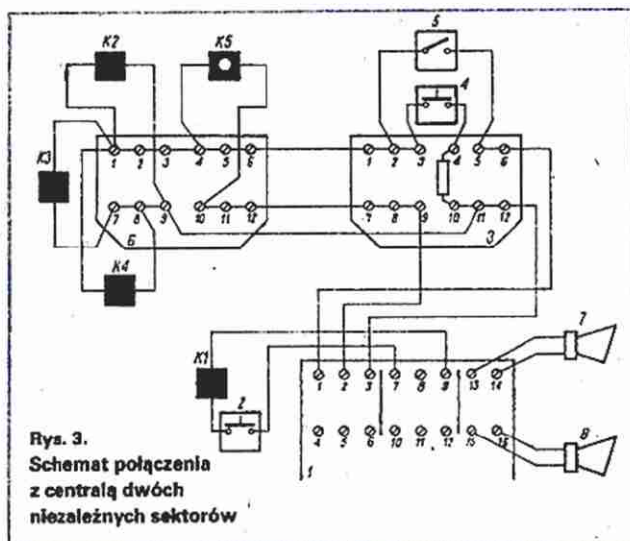 5
K2
K5
4
1 2 3 4 5 6
1 2 3 4 5 6
K3
7 8 9 10 11 12
7 8 9 10 11 12
6
3
K4
7
K1
1 2 3 7 8 9 13 14
2
8
4 5 6 10 11 12 15
1
Rys. 3.
Schemat połączenia
z centralą dwóch
niezależnych sektorów